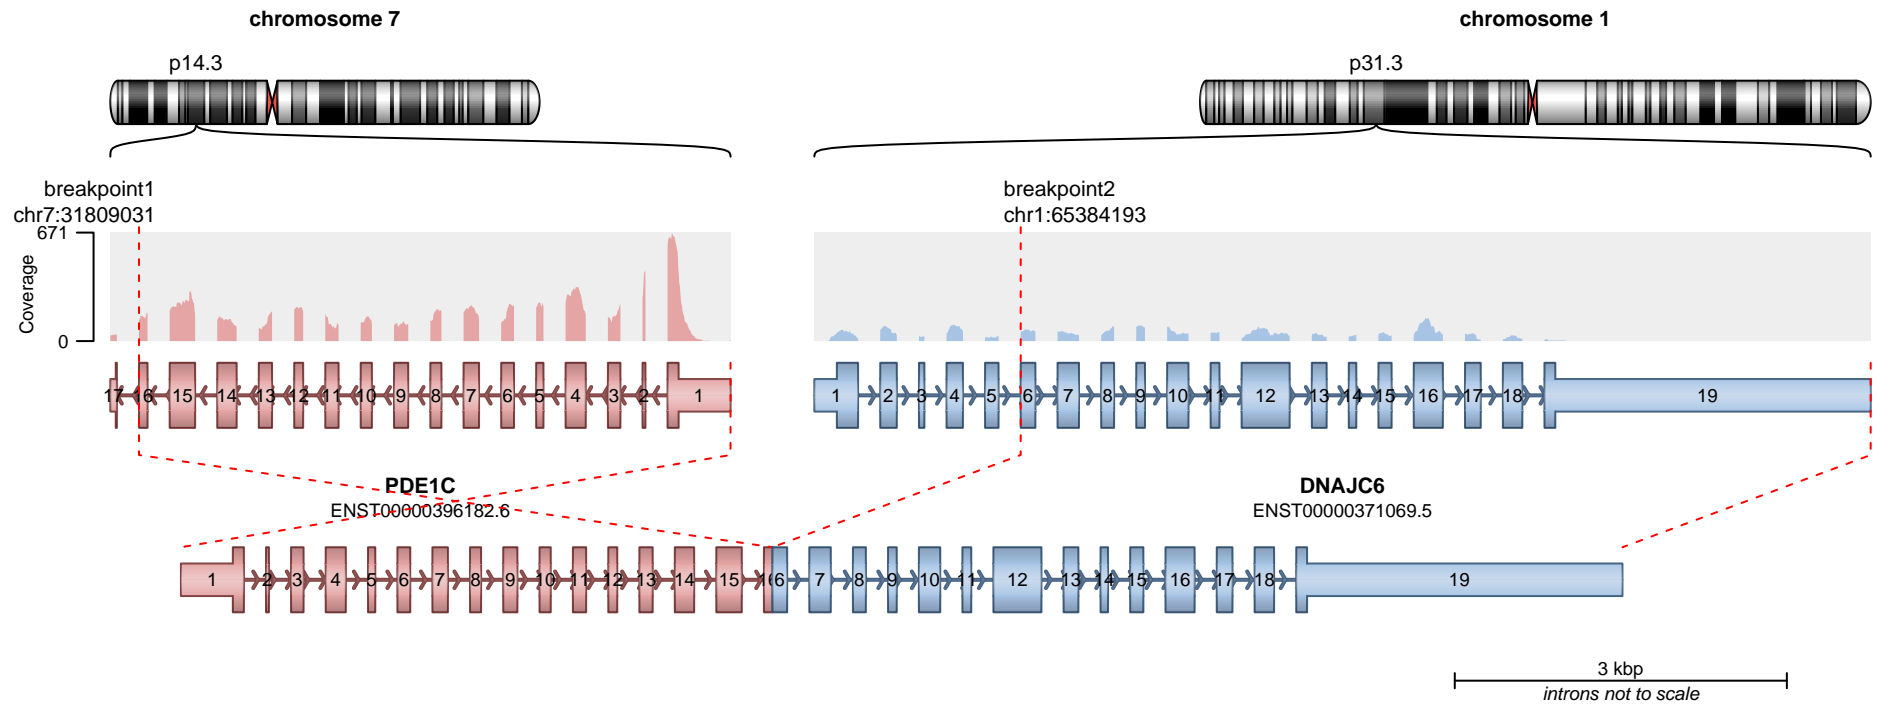 chromosome 7
chromosome 1
p14.3
p31.3
breakpoint1
chr7:31809031
breakpoint2
chr1:65384193
671
Coverage
0
17 16 15 14 13 12 11 10 9 8 7 6 5 4 3 2 1
1 2 3 4 5 6 7 8 9 10 11 12 13 14 15 16 17 18 19
PDE1C
ENST00000396182.6
DNAJC6
ENST00000371069.5
1 2 3 4 5 6 7 8 9 10 11 12 13 14 15 16 6 7 8 9 10 11 12 13 14 15 16 17 18 19
3 kbp
introns not to scale